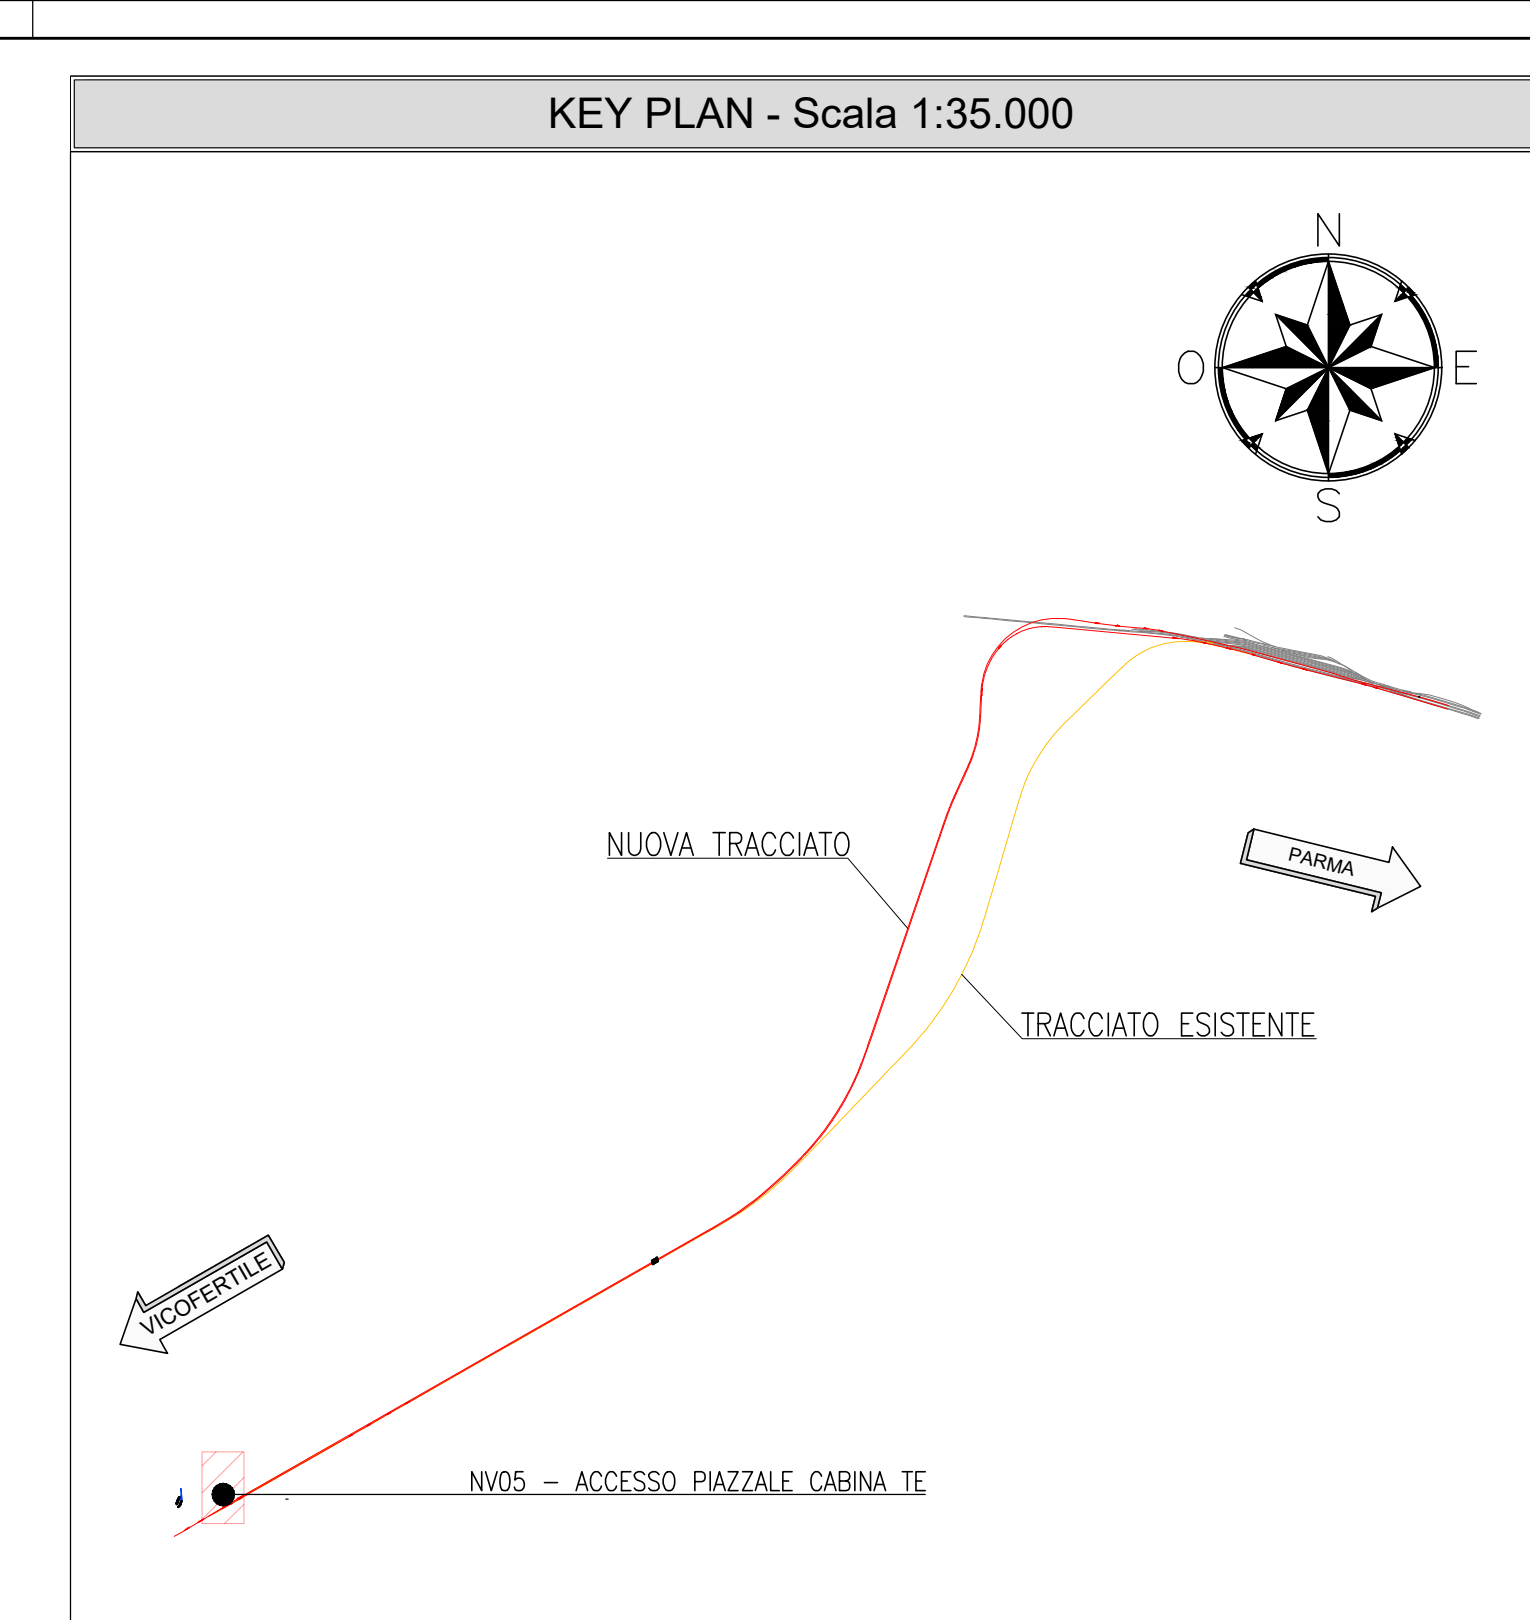 KEY PLAN - Scala 1:35.000
N
O
E
S
NUOVA TRACCIATO
PARMA
TRACCIATO ESISTENTE
VICOFERTILE
NV05 - ACCESSO PIAZZALE CABINA TE